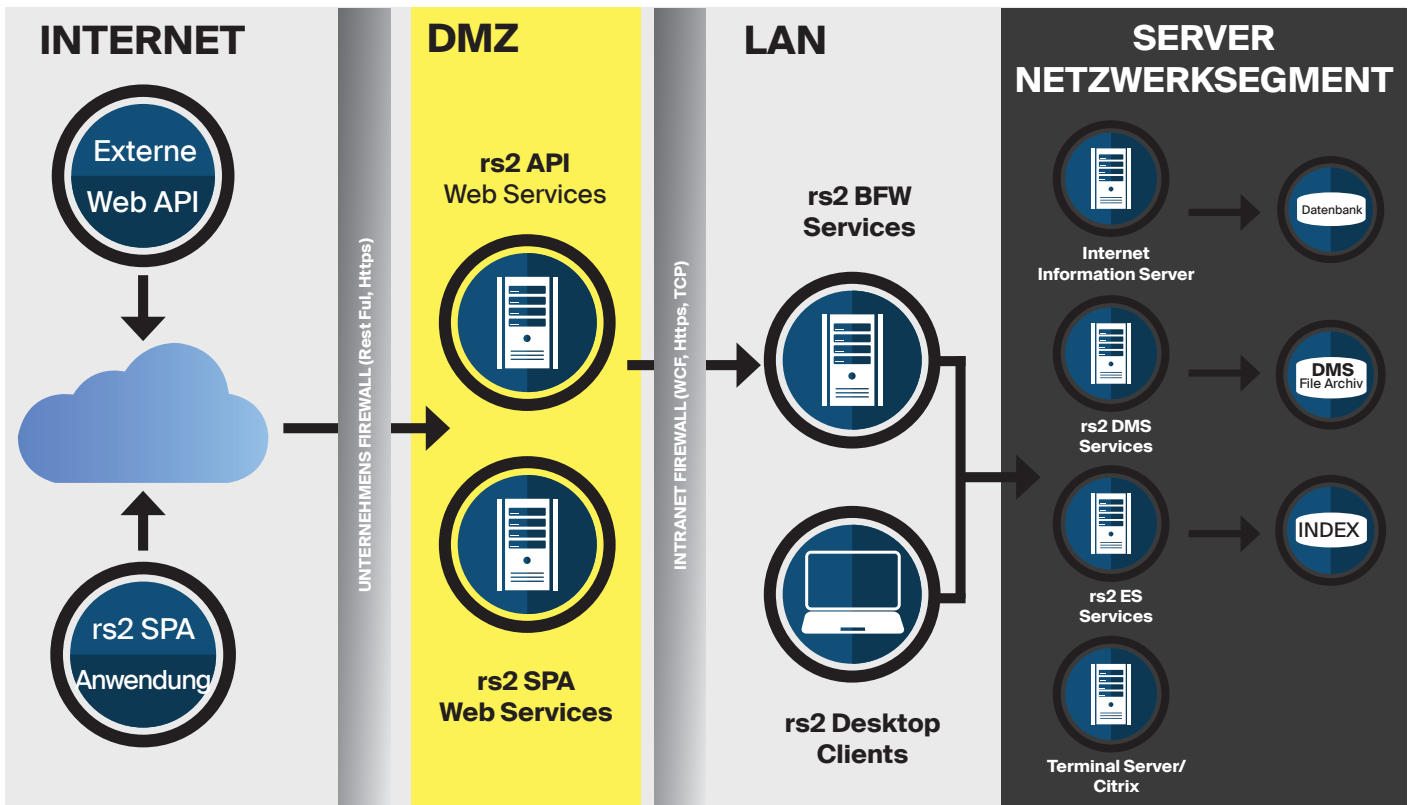 INTERNET
Externe
Web API
rs2 SPA
Anwendung
UNTERNEHMENS FIREWALL (Rest Ful, Https)
DMZ
rs2 API
Web Services
rs2 SPA
Web Services
INTRANET FIREWALL (WCF, Https, TCP)
LAN
rs2 BFW
Services
rs2 Desktop
Clients
SERVER
NETZWERKSEGMENT
Internet
Information Server
Datenbank
rs2 DMS
Services
DMS
File Archiv
rs2 ES
Services
INDEX
Terminal Server/
Citrix